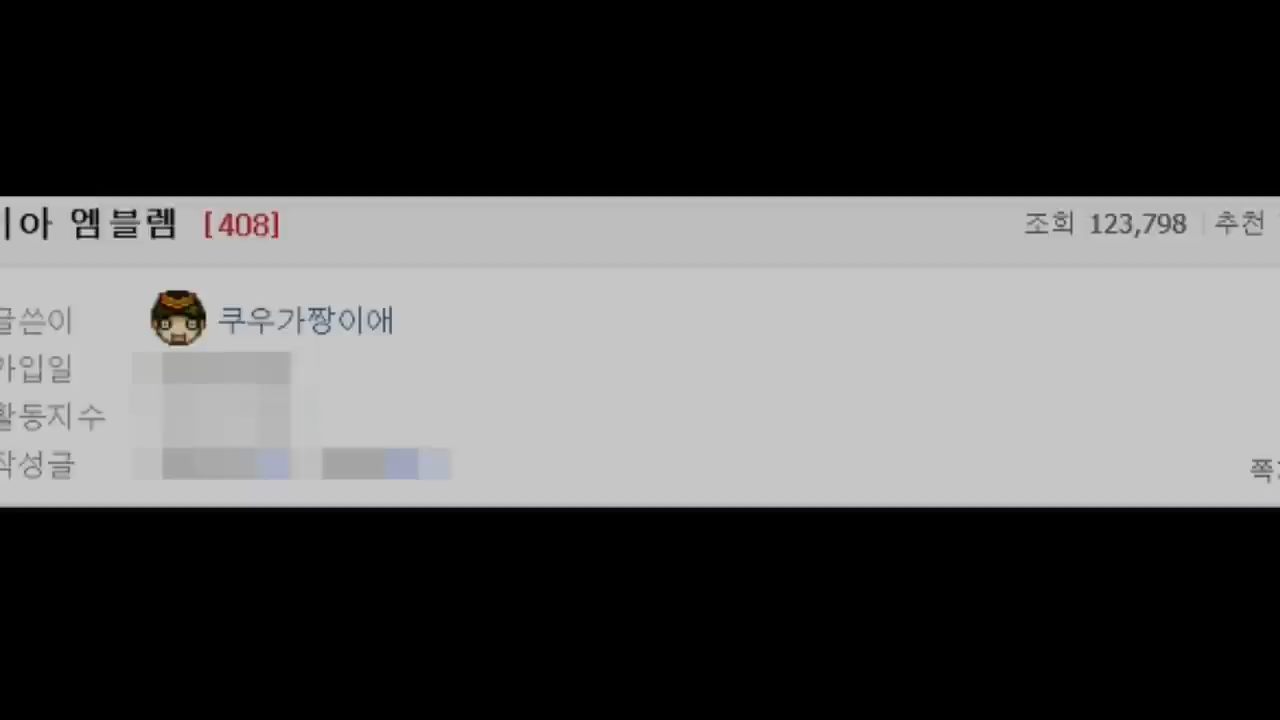 아 엠블렘 [408] 조회 123,798 추천
글쓴이 쿠우가짱이애
가입일
활동지수
작성글